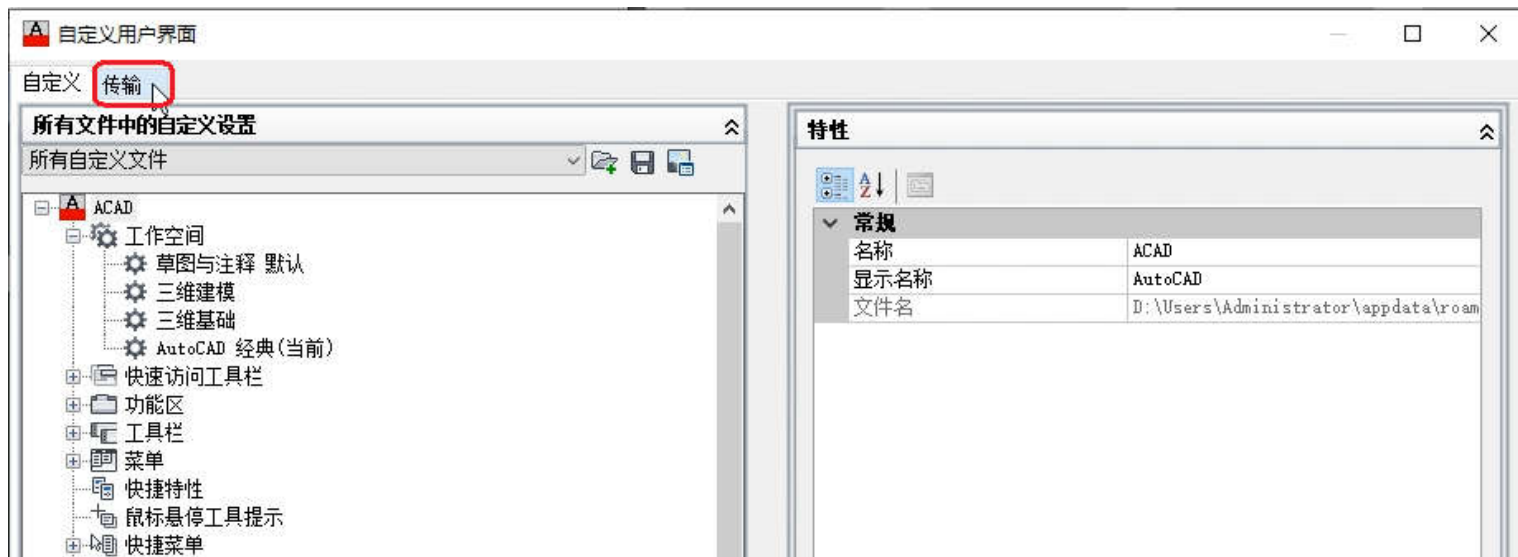 自定义用户界面
自定义 传输
所有文件中的自定义设置
所有自定义文件
ACAD
工作空间
草图与注释 默认
三维建模
三维基础
AutoCAD 经典(当前)
快速访问工具栏
功能区
工具栏
菜单
快捷特性
鼠标悬停工具提示
快捷菜单
特性
常规
名称 ACAD
显示名称 AutoCAD
文件名 D:\Users\Administrator\appdata\roam